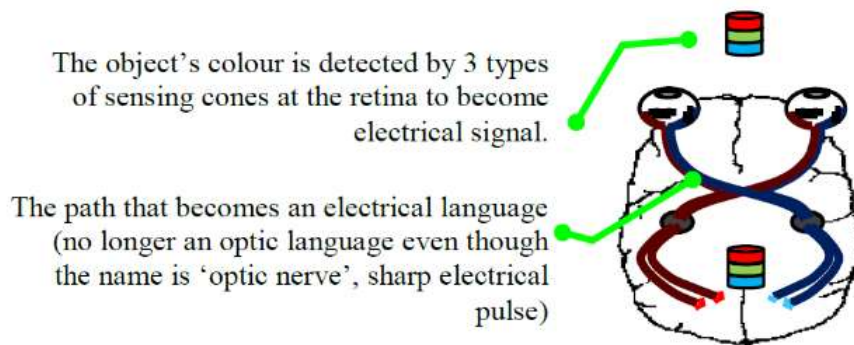 The object’s colour is detected by 3 types
of sensing cones at the retina to become
electrical signal.
The path that becomes an electrical language
(no longer an optic language even though
the name is ‘optic nerve’, sharp electrical
pulse)